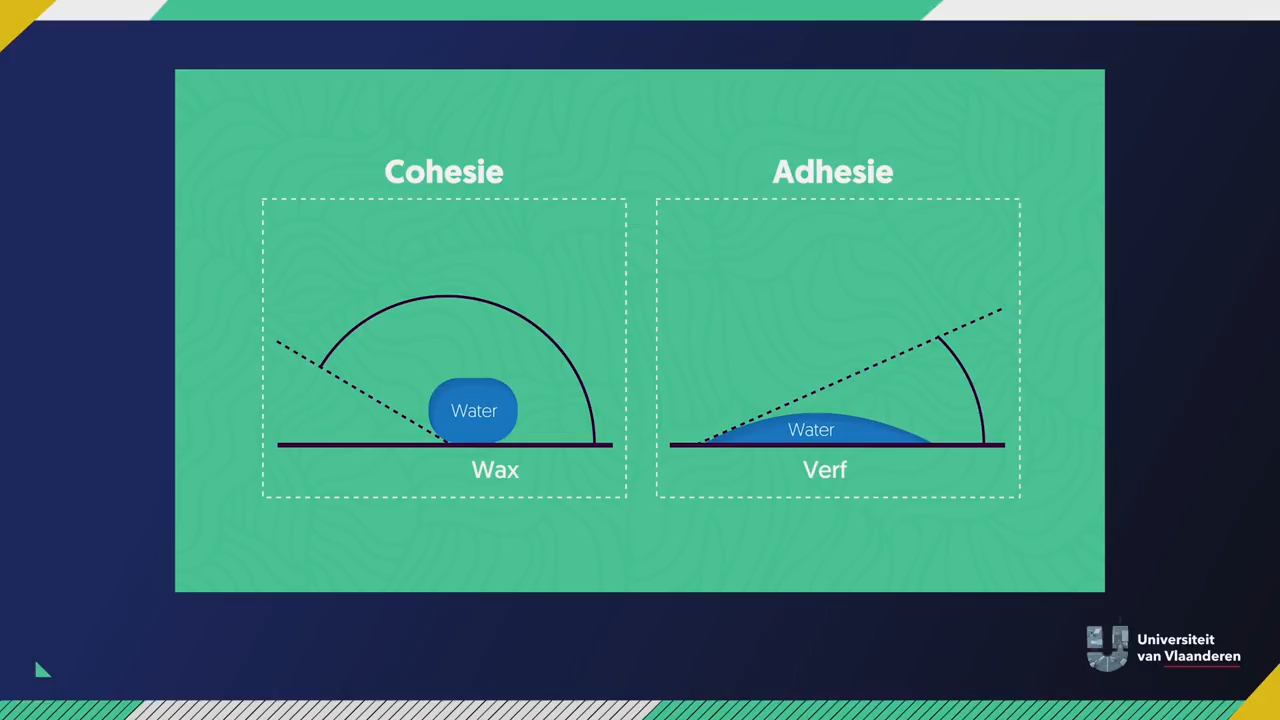 Cohesie
Adhesie
Water
Wax
Water
Verf
Universiteit
van Vlaanderen